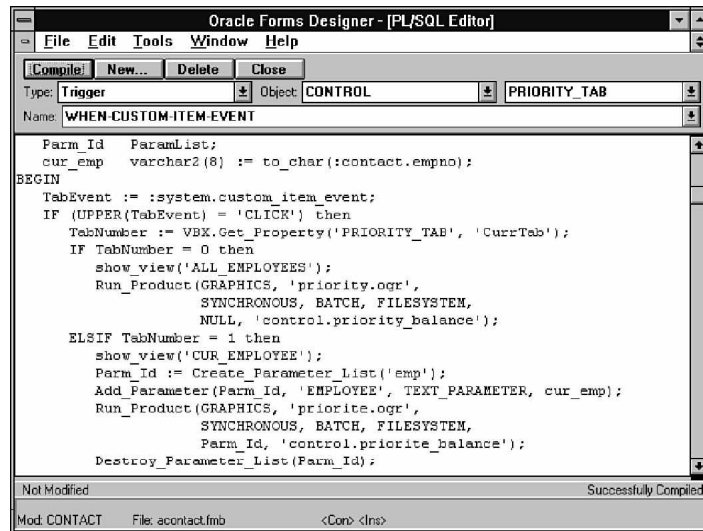 Oracle Forms Designer - [PL/SQL Editor]
File Edit Tools Window Help
Compile New... Delete Close
Type: Trigger Object: CONTROL PRIORITY_TAB
Name: WHEN-CUSTOM-ITEM-EVENT
Parm_Id ParamList;
cur_emp varchar2(8) := to_char(:contact.empno);
BEGIN
TabEvent := :system.custom_item_event;
IF (UPPER(TabEvent) = 'CLICK') then
TabNumber := VBX.Get_Property('PRIORITY_TAB', 'CurrTab');
IF TabNumber = 0 then
show_view('ALL_EMPLOYEES');
Run_Product(GRAPHICS, 'priority.ogr',
SYNCHRONOUS, BATCH, FILESYSTEM,
NULL, 'control.priority_balance');
ELSIF TabNumber = 1 then
show_view('CUR_EMPLOYEE');
Parm_Id := Create_Parameter_List('emp');
Add_Parameter(Parm_Id, 'EMPLOYEE', TEXT_PARAMETER, cur_emp);
Run_Product(GRAPHICS, 'priorite.ogr',
SYNCHRONOUS, BATCH, FILESYSTEM,
Parm_Id, 'control.priorite_balance');
Destroy_Parameter_List(Parm_Id);
Not Modified Successfully Compiled
Mod: CONTACT File: acontact.fmb <Con> <Ins>